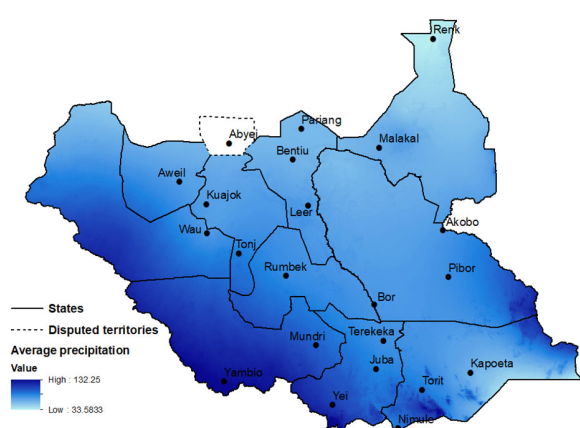 Renk
Pariang
Abyei
Malakal
Bentiu
Aweil
Kuajok
Leer
Akobo
Wau
Tonj
Rumbek
Pibor
Bor
Mundri
Terekeka
Juba
Kapoeta
Yambio
Torit
Yei
Nimule
States
Disputed territories
Average precipitation
Value
High : 132.25
Low : 33.5833